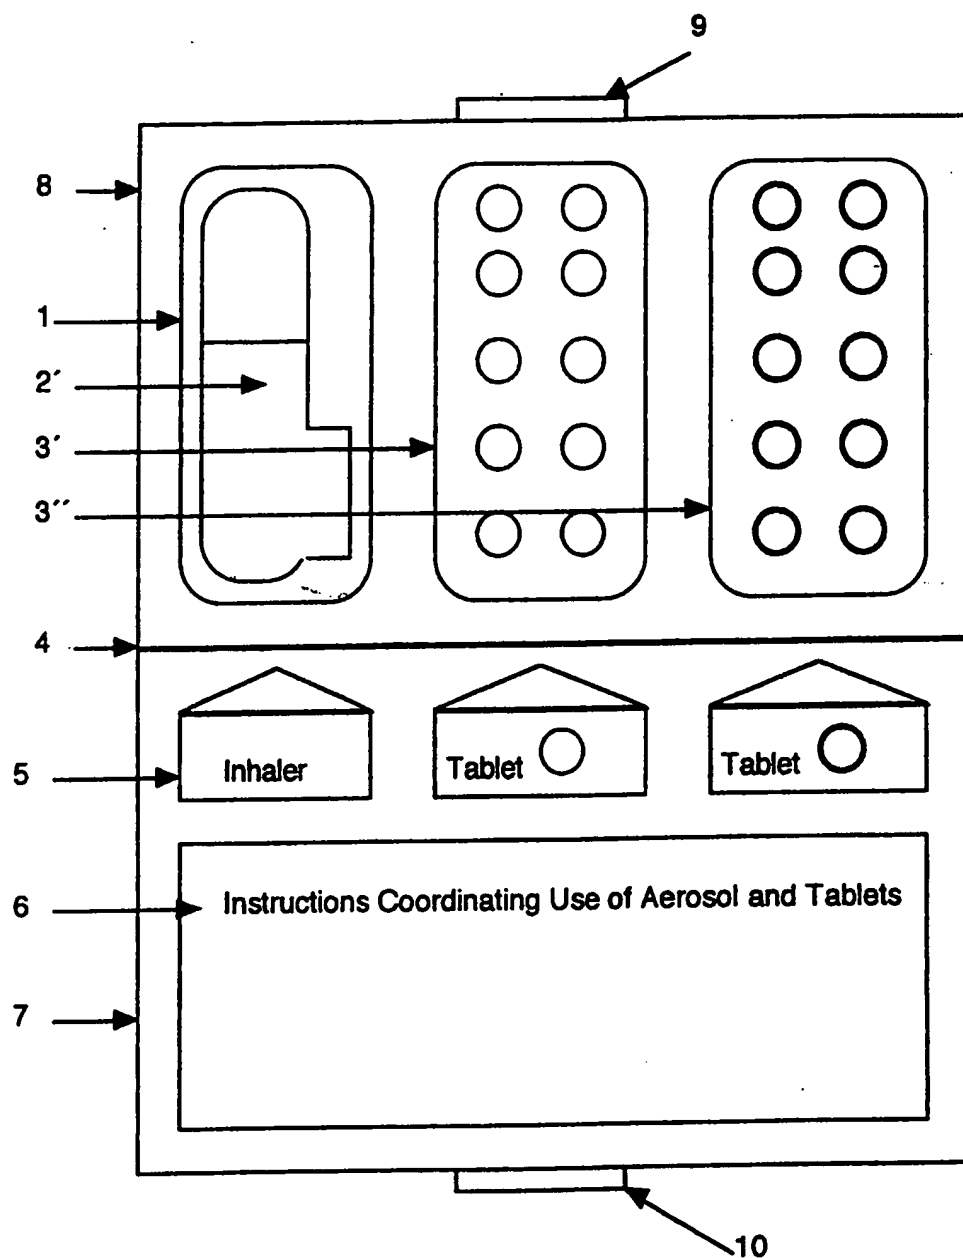 9
8
1
2′
3′
3′′
4
5
Inhaler
Tablet
Tablet
6
Instructions Coordinating Use of Aerosol and Tablets
7
10